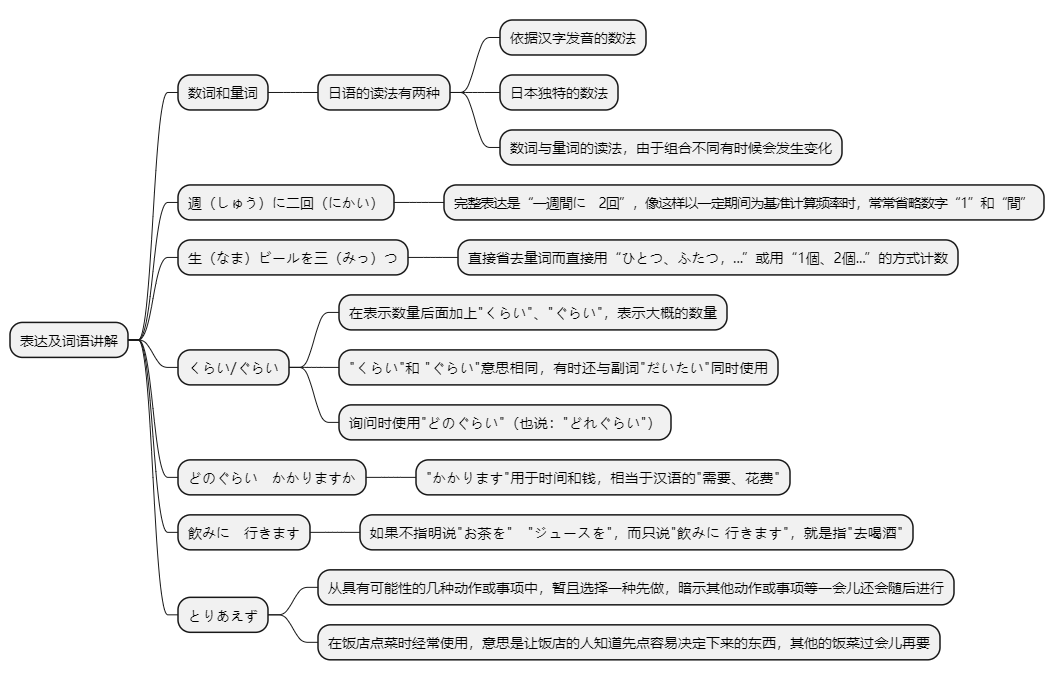 表达及词语讲解
数词和量词
日语的读法有两种
依据汉字发音的数法
日本独特的数法
数词与量词的读法，由于组合不同有时候会发生变化
週（しゅう）に二回（にかい）
完整表达是“一週間に　2回”，像这样以一定期间为基准计算频率时，常常省略数字“1”和“間”
生（なま）ビールを三（みっ）つ
直接省去量词而直接用“ひとつ、ふたつ，...”或用“1個、2個...”的方式计数
くらい/ぐらい
在表示数量后面加上"くらい"、"ぐらい"，表示大概的数量
"くらい"和 "ぐらい"意思相同，有时还与副词"だいたい"同时使用
询问时使用"どのぐらい"（也说："どれぐらい"）
どのぐらい　かかりますか
"かかります"用于时间和钱，相当于汉语的"需要、花费"
飲みに　行きます
如果不指明说"お茶を"　"ジュースを"，而只说"飲みに 行きます"，就是指"去喝酒"
とりあえず
从具有可能性的几种动作或事项中，暂且选择一种先做，暗示其他动作或事项等一会儿还会随后进行
在饭店点菜时经常使用，意思是让饭店的人知道先点容易决定下来的东西，其他的饭菜过会儿再要